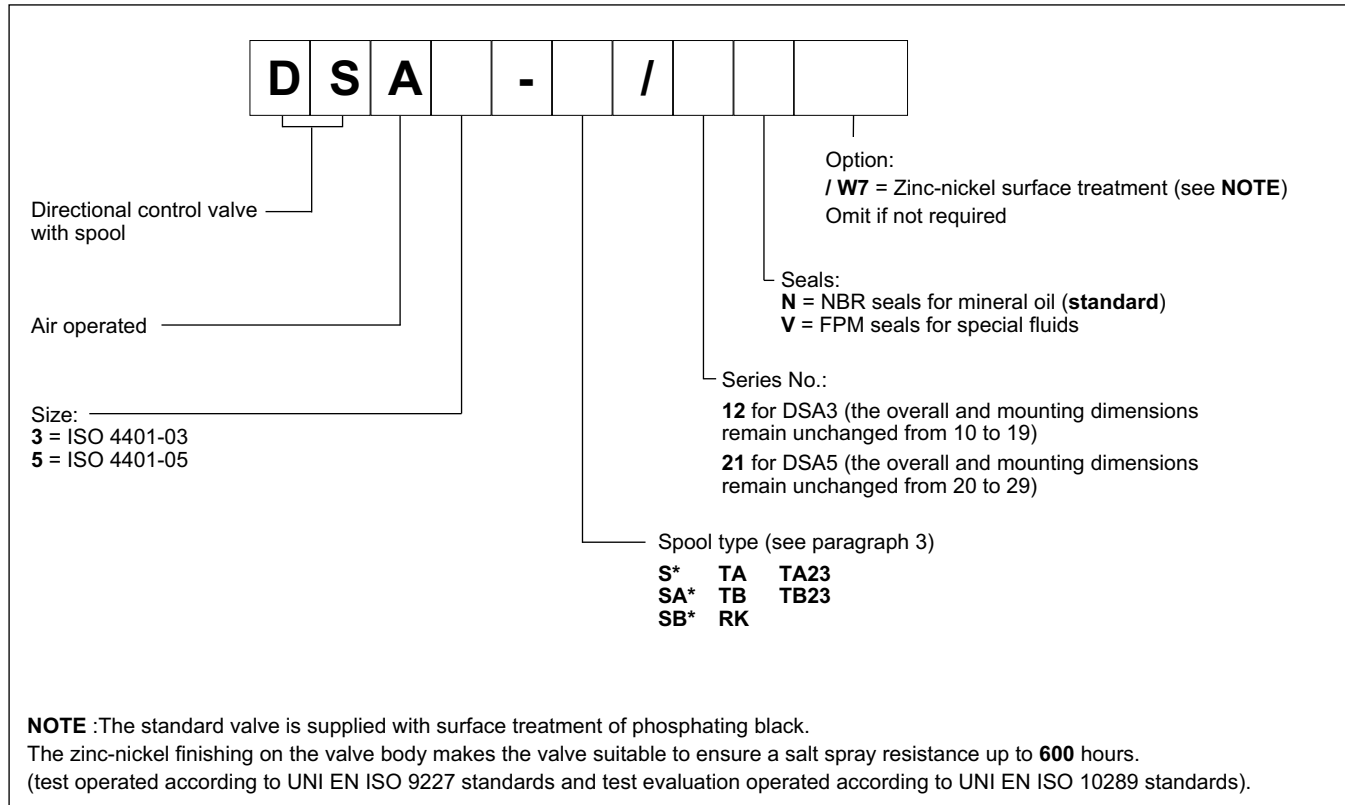 D S A - /
Option:
/ W7 = Zinc-nickel surface treatment (see NOTE)
Omit if not required
Directional control valve
with spool
Seals:
N = NBR seals for mineral oil (standard)
V = FPM seals for special fluids
Air operated
Series No.:
12 for DSA3 (the overall and mounting dimensions
remain unchanged from 10 to 19)
21 for DSA5 (the overall and mounting dimensions
remain unchanged from 20 to 29)
Size:
3 = ISO 4401-03
5 = ISO 4401-05
Spool type (see paragraph 3)
S* TA TA23
SA* TB TB23
SB* RK
NOTE :The standard valve is supplied with surface treatment of phosphating black.
The zinc-nickel finishing on the valve body makes the valve suitable to ensure a salt spray resistance up to 600 hours.
(test operated according to UNI EN ISO 9227 standards and test evaluation operated according to UNI EN ISO 10289 standards).